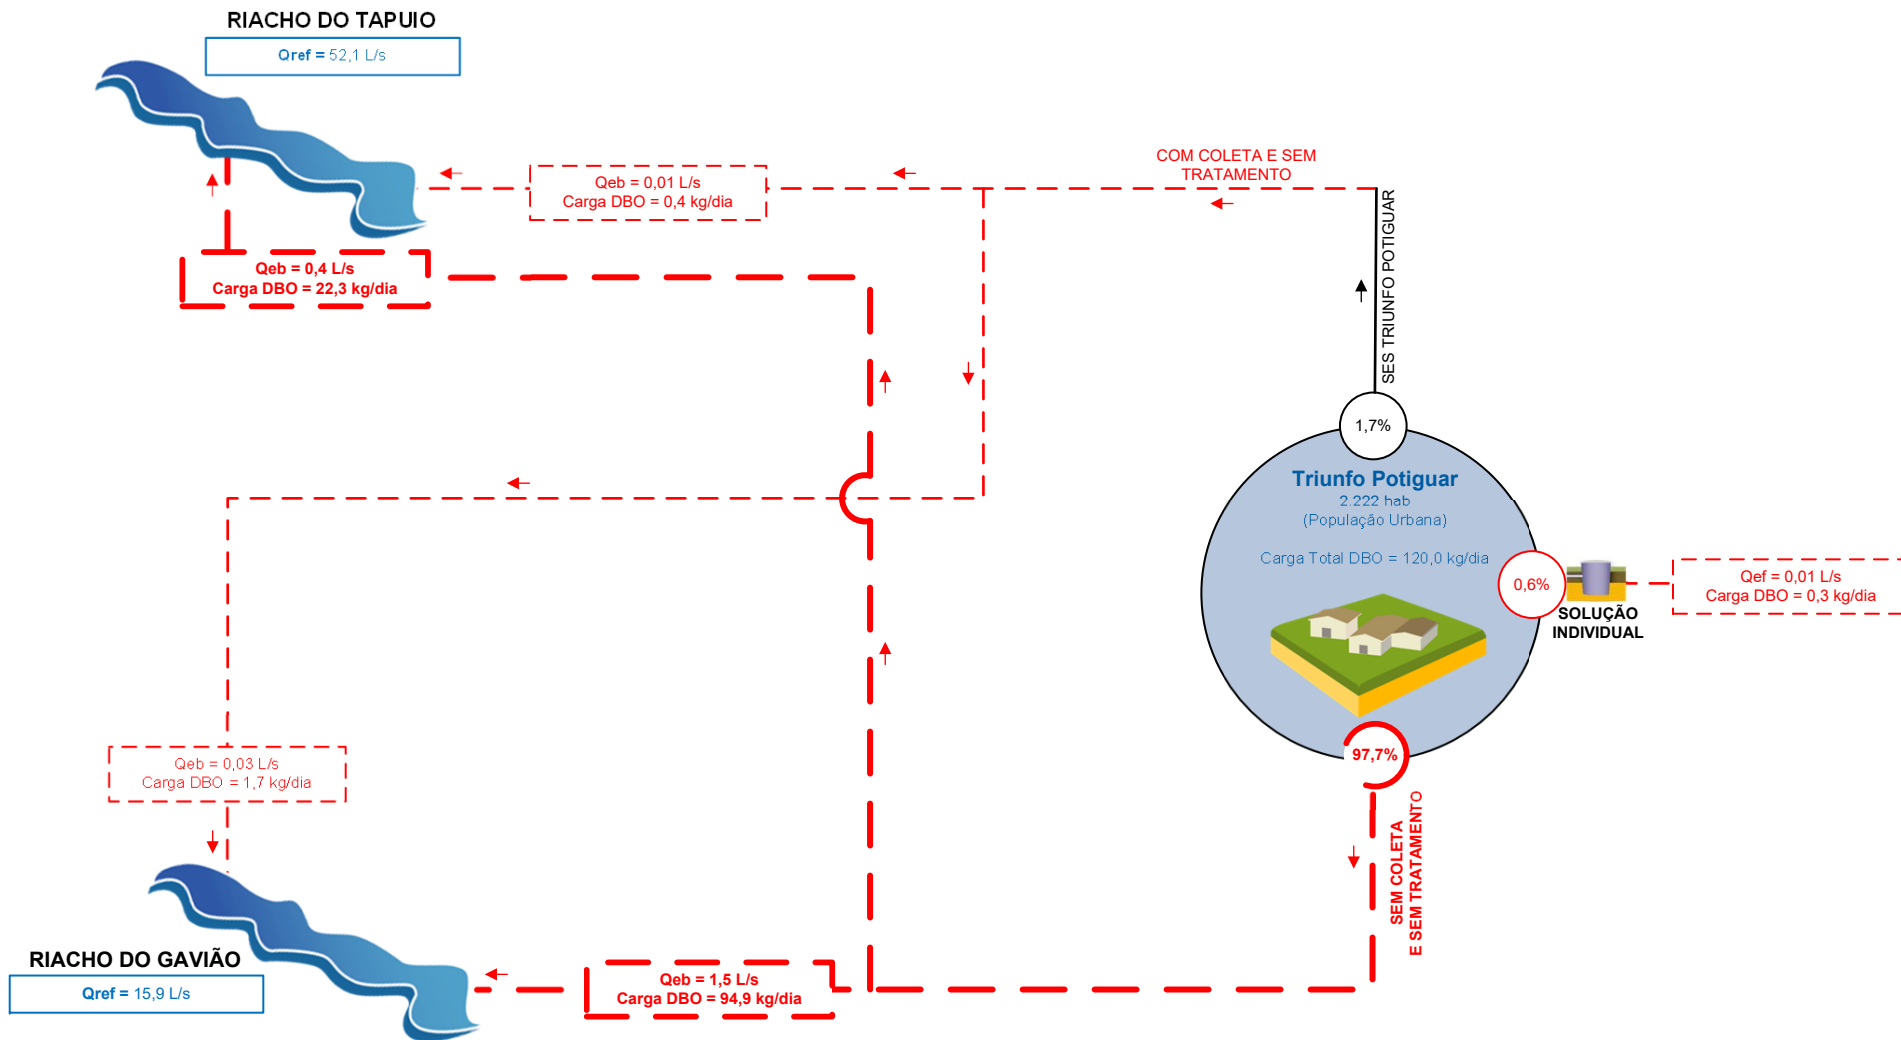 RIACHO DO TAPUIO
Qref = 52,1 L/s
COM COLETA E SEM
TRATAMENTO
Qeb = 0,01 L/s
Carga DBO = 0,4 kg/dia
SES TRIUNFO POTIGUAR
Qeb = 0,4 L/s
Carga DBO = 22,3 kg/dia
1,7%
Triunfo Potiguar
2.222 hab
(População Urbana)
Carga Total DBO = 120,0 kg/dia
0,6%
SOLUÇÃO
INDIVIDUAL
Qef = 0,01 L/s
Carga DBO = 0,3 kg/dia
97,7%
SEM COLETA
E SEM TRATAMENTO
Qeb = 0,03 L/s
Carga DBO = 1,7 kg/dia
RIACHO DO GAVIÃO
Qref = 15,9 L/s
Qeb = 1,5 L/s
Carga DBO = 94,9 kg/dia